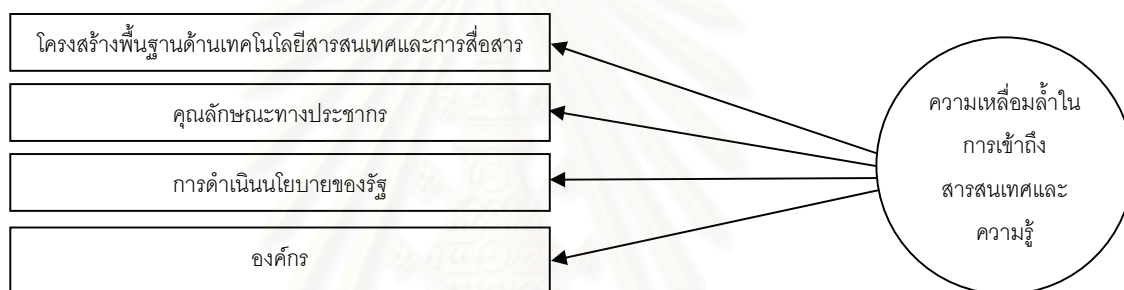 โครงสร้างพื้นฐานด้านเทคโนโลยีสารสนเทศและการสื่อสาร
คุณลักษณะทางประชากร
การดำเนินนโยบายของรัฐ
องค์กร
ความเหลื่อมล้ำใน
การเข้าถึง
สารสนเทศและ
ความรู้